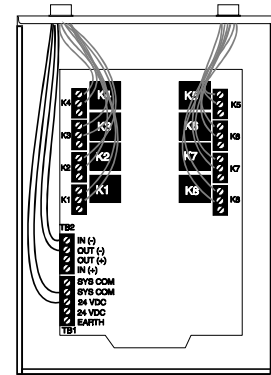 K4 K4 K5 K5
K3 K3 K6 K6
K2 K2 K7 K7
K1 K1 K8 K8
TB2
IN (-)
OUT (-)
OUT (+)
IN (+)
SYS COM
SYS COM
24 VDC
24 VDC
EARTH
TB1